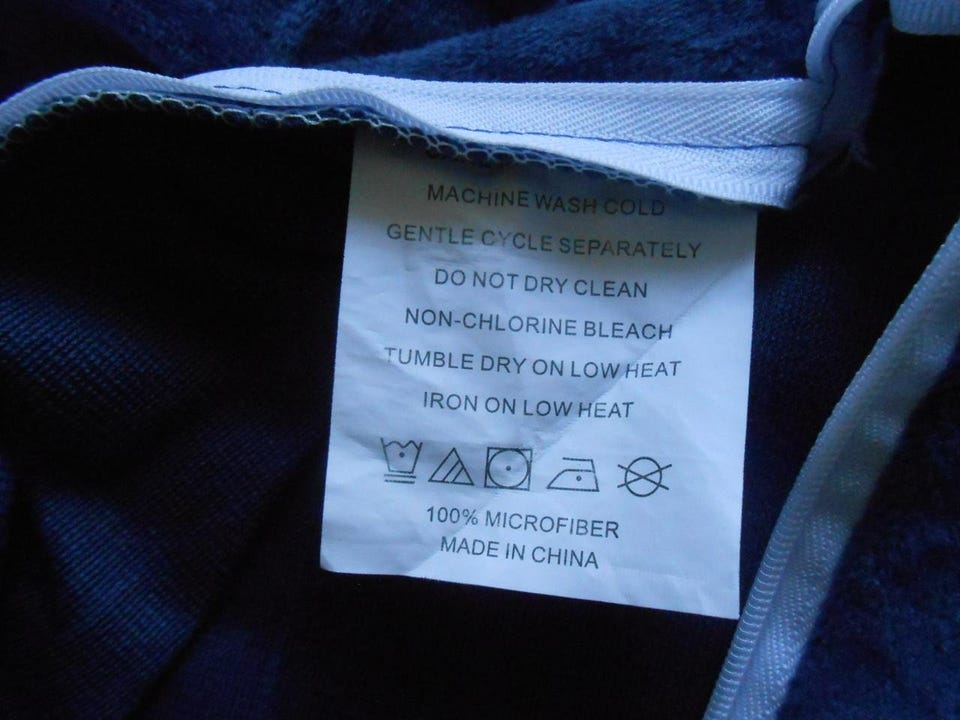 MACHINE WASH COLD
GENTLE CYCLE SEPARATELY
DO NOT DRY CLEAN
NON-CHLORINE BLEACH
TUMBLE DRY ON LOW HEAT
IRON ON LOW HEAT
100% MICROFIBER
MADE IN CHINA